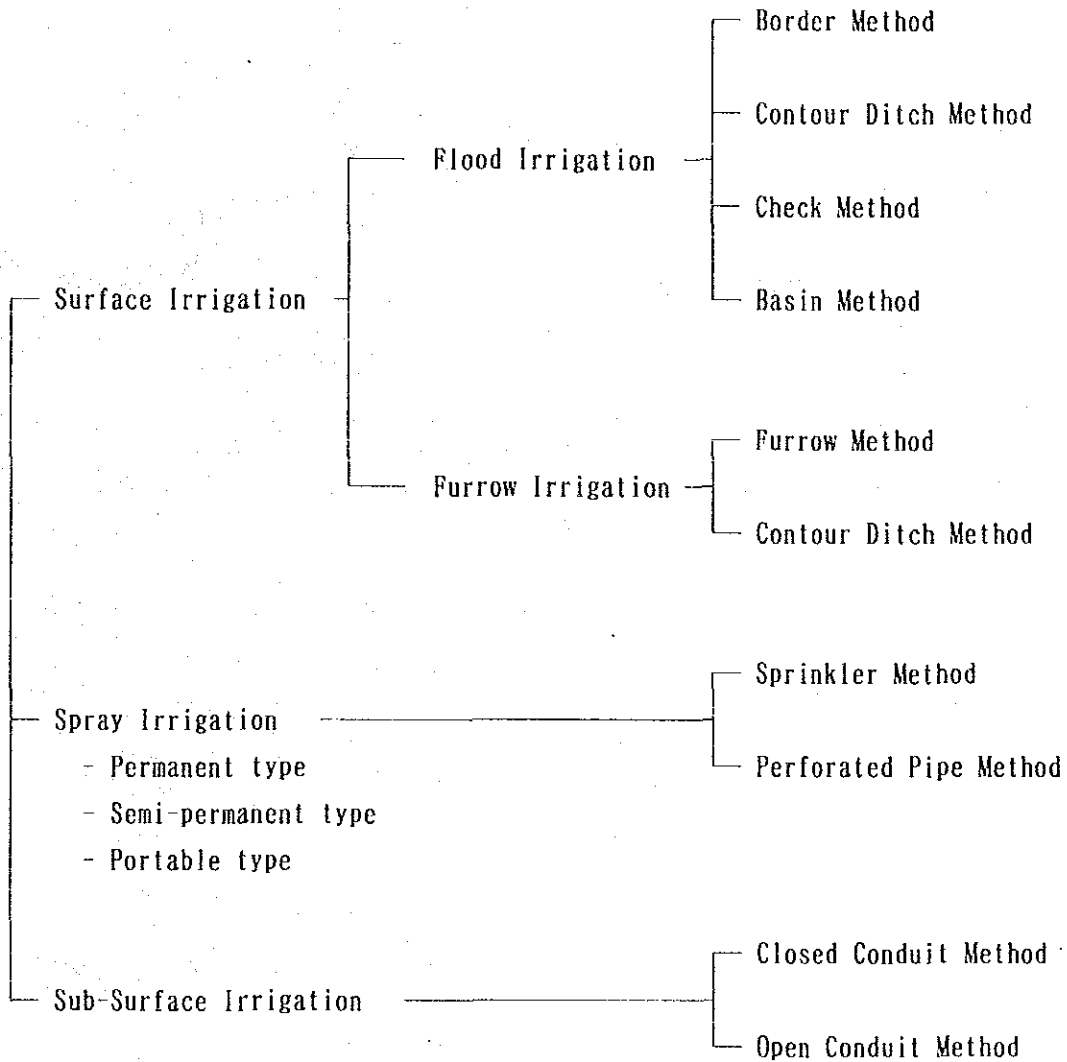 Border Method
Contour Ditch Method
Flood Irrigation
Check Method
Surface Irrigation
Basin Method
Furrow Method
Furrow Irrigation
Contour Ditch Method
Sprinkler Method
Spray Irrigation
- Permanent type
Perforated Pipe Method
- Semi-permanent type
- Portable type
Closed Conduit Method
Sub-Surface Irrigation
Open Conduit Method